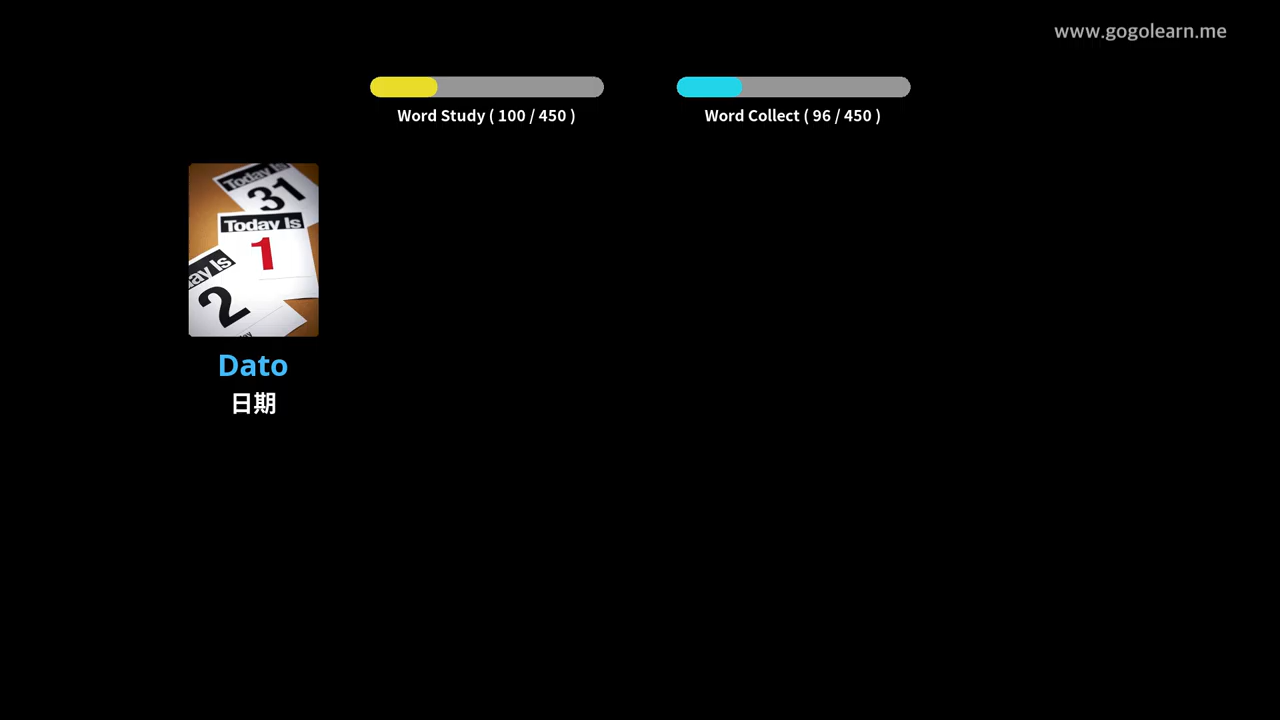 www.gogolearn.me
Word Study ( 100 / 450 )
Word Collect ( 96 / 450 )
Today Is
31
Today Is
1
ay Is
2
Dato
日期